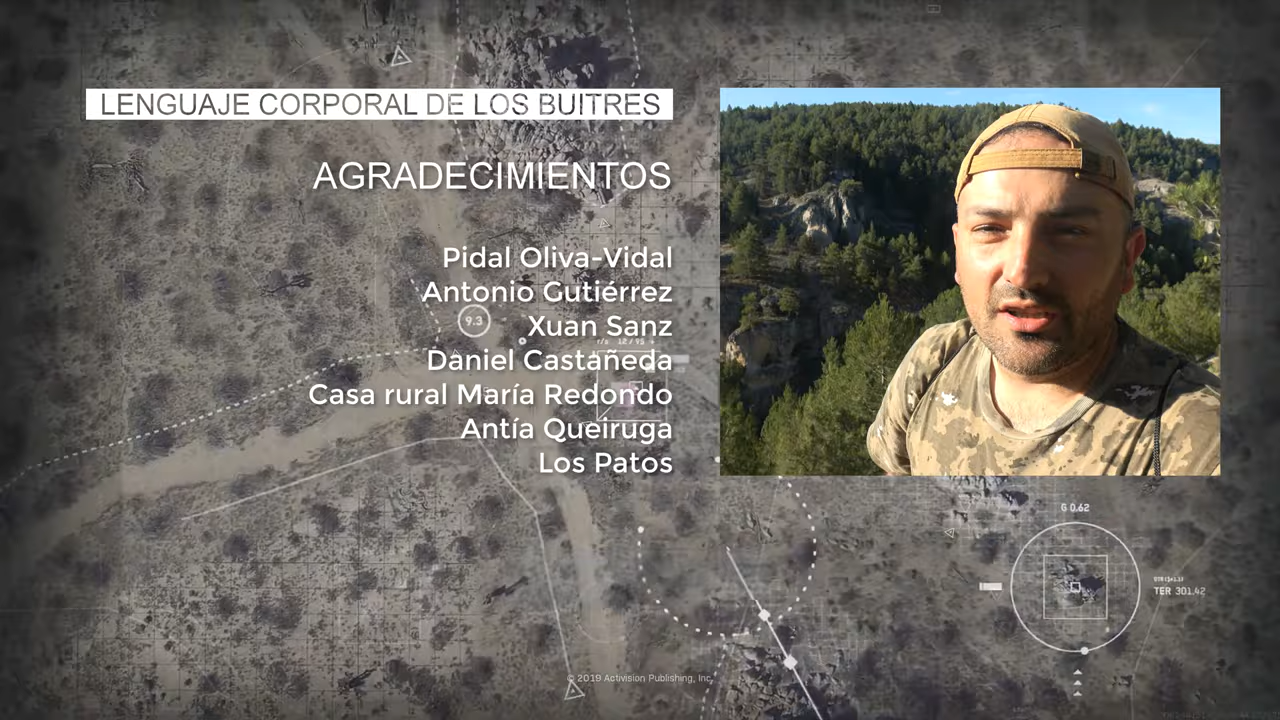 LENGUAJE CORPORAL DE LOS BUITRES
AGRADECIMIENTOS
Pidal Oliva-Vidal
Antonio Gutiérrez
9.3
Xuan Sanz
Daniel Castañeda
Casa rural María Redondo
Antía Queiruga
Los Patos
G 0.62
TER 301.42
© 2019 Activision Publishing, Inc.